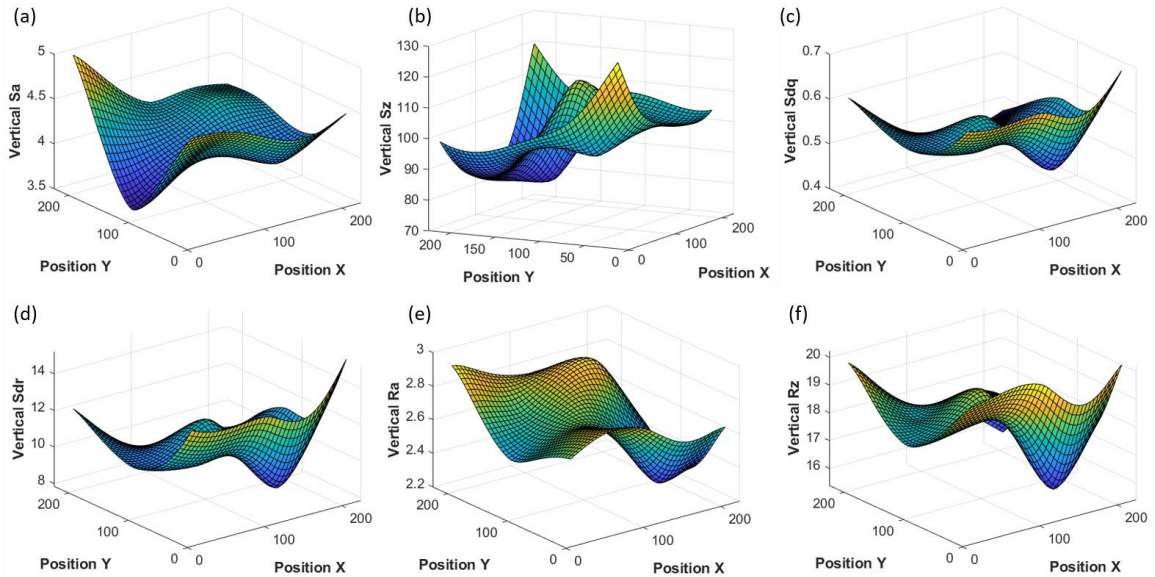 (a)
5
4.5
4
3.5
Vertical Sa
200
100
0
Position Y
0
100
200
Position X
(b)
130
120
110
100
90
80
70
Vertical Sz
200
150
100
50
0
Position Y
0
100
200
Position X
(c)
0.7
0.6
0.5
0.4
Vertical Sdq
200
100
0
Position Y
0
100
200
Position X
(d)
14
12
10
8
Vertical Sdr
200
100
0
Position Y
0
100
200
Position X
(e)
3
2.8
2.6
2.4
2.2
Vertical Ra
200
100
0
Position Y
0
100
200
Position X
(f)
20
19
18
17
16
Vertical Rz
200
100
0
Position Y
0
100
200
Position X